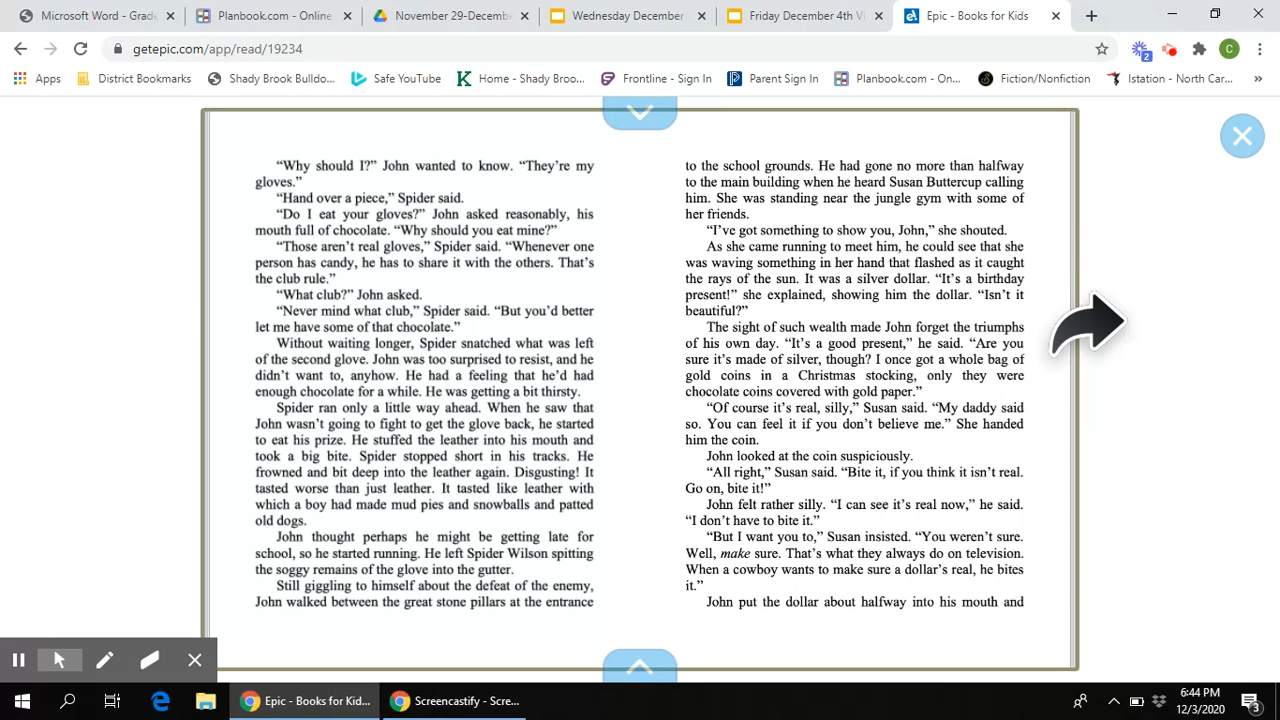 Microsoft Word - Grade
Planbook.com - Online
November 29-Decembe
Wednesday December
Friday December 4th Vi
Epic - Books for Kids
getepic.com/app/read/19234
C
2
Apps
District Bookmarks
Shady Brook Bulldo...
Safe YouTube
Home - Shady Broo...
Frontline - Sign In
Parent Sign In
Planbook.com - On...
Fiction/Nonfiction
Istation - North Car...
“Why should I?” John wanted to know. “They’re my
gloves.”
“Hand over a piece,” Spider said.
“Do I eat your gloves?” John asked reasonably, his
mouth full of chocolate. “Why should you eat mine?”
“Those aren’t real gloves,” Spider said. “Whenever one
person has candy, he has to share it with the others. That’s
the club rule.”
“What club?” John asked.
“Never mind what club,” Spider said. “But you’d better
let me have some of that chocolate.”
Without waiting longer, Spider snatched what was left
of the second glove. John was too surprised to resist, and he
didn’t want to, anyhow. He had a feeling that he’d had
enough chocolate for a while. He was getting a bit thirsty.
Spider ran only a little way ahead. When he saw that
John wasn’t going to fight to get the glove back, he started
to eat his prize. He stuffed the leather into his mouth and
took a big bite. Spider stopped short in his tracks. He
frowned and bit deep into the leather again. Disgusting! It
tasted worse than just leather. It tasted like leather with
which a boy had made mud pies and snowballs and patted
old dogs.
John thought perhaps he might be getting late for
school, so he started running. He left Spider Wilson spitting
the soggy remains of the glove into the gutter.
Still giggling to himself about the defeat of the enemy,
John walked between the great stone pillars at the entrance
to the school grounds. He had gone no more than halfway
to the main building when he heard Susan Buttercup calling
him. She was standing near the jungle gym with some of
her friends.
“I’ve got something to show you, John,” she shouted.
As she came running to meet him, he could see that she
was waving something in her hand that flashed as it caught
the rays of the sun. It was a silver dollar. “It’s a birthday
present!” she explained, showing him the dollar. “Isn’t it
beautiful?”
The sight of such wealth made John forget the triumphs
of his own day. “It’s a good present,” he said. “Are you
sure it’s made of silver, though? I once got a whole bag of
gold coins in a Christmas stocking, only they were
chocolate coins covered with gold paper.”
“Of course it’s real, silly,” Susan said. “My daddy said
so. You can feel it if you don’t believe me.” She handed
him the coin.
John looked at the coin suspiciously.
“All right,” Susan said. “Bite it, if you think it isn’t real.
Go on, bite it!”
John felt rather silly. “I can see it’s real now,” he said.
“I don’t have to bite it.”
“But I want you to,” Susan insisted. “You weren’t sure.
Well, make sure. That’s what they always do on television.
When a cowboy wants to make sure a dollar’s real, he bites
it.”
John put the dollar about halfway into his mouth and
Epic - Books for Kid...
Screencastify - Scre...
6:44 PM
12/3/2020
3